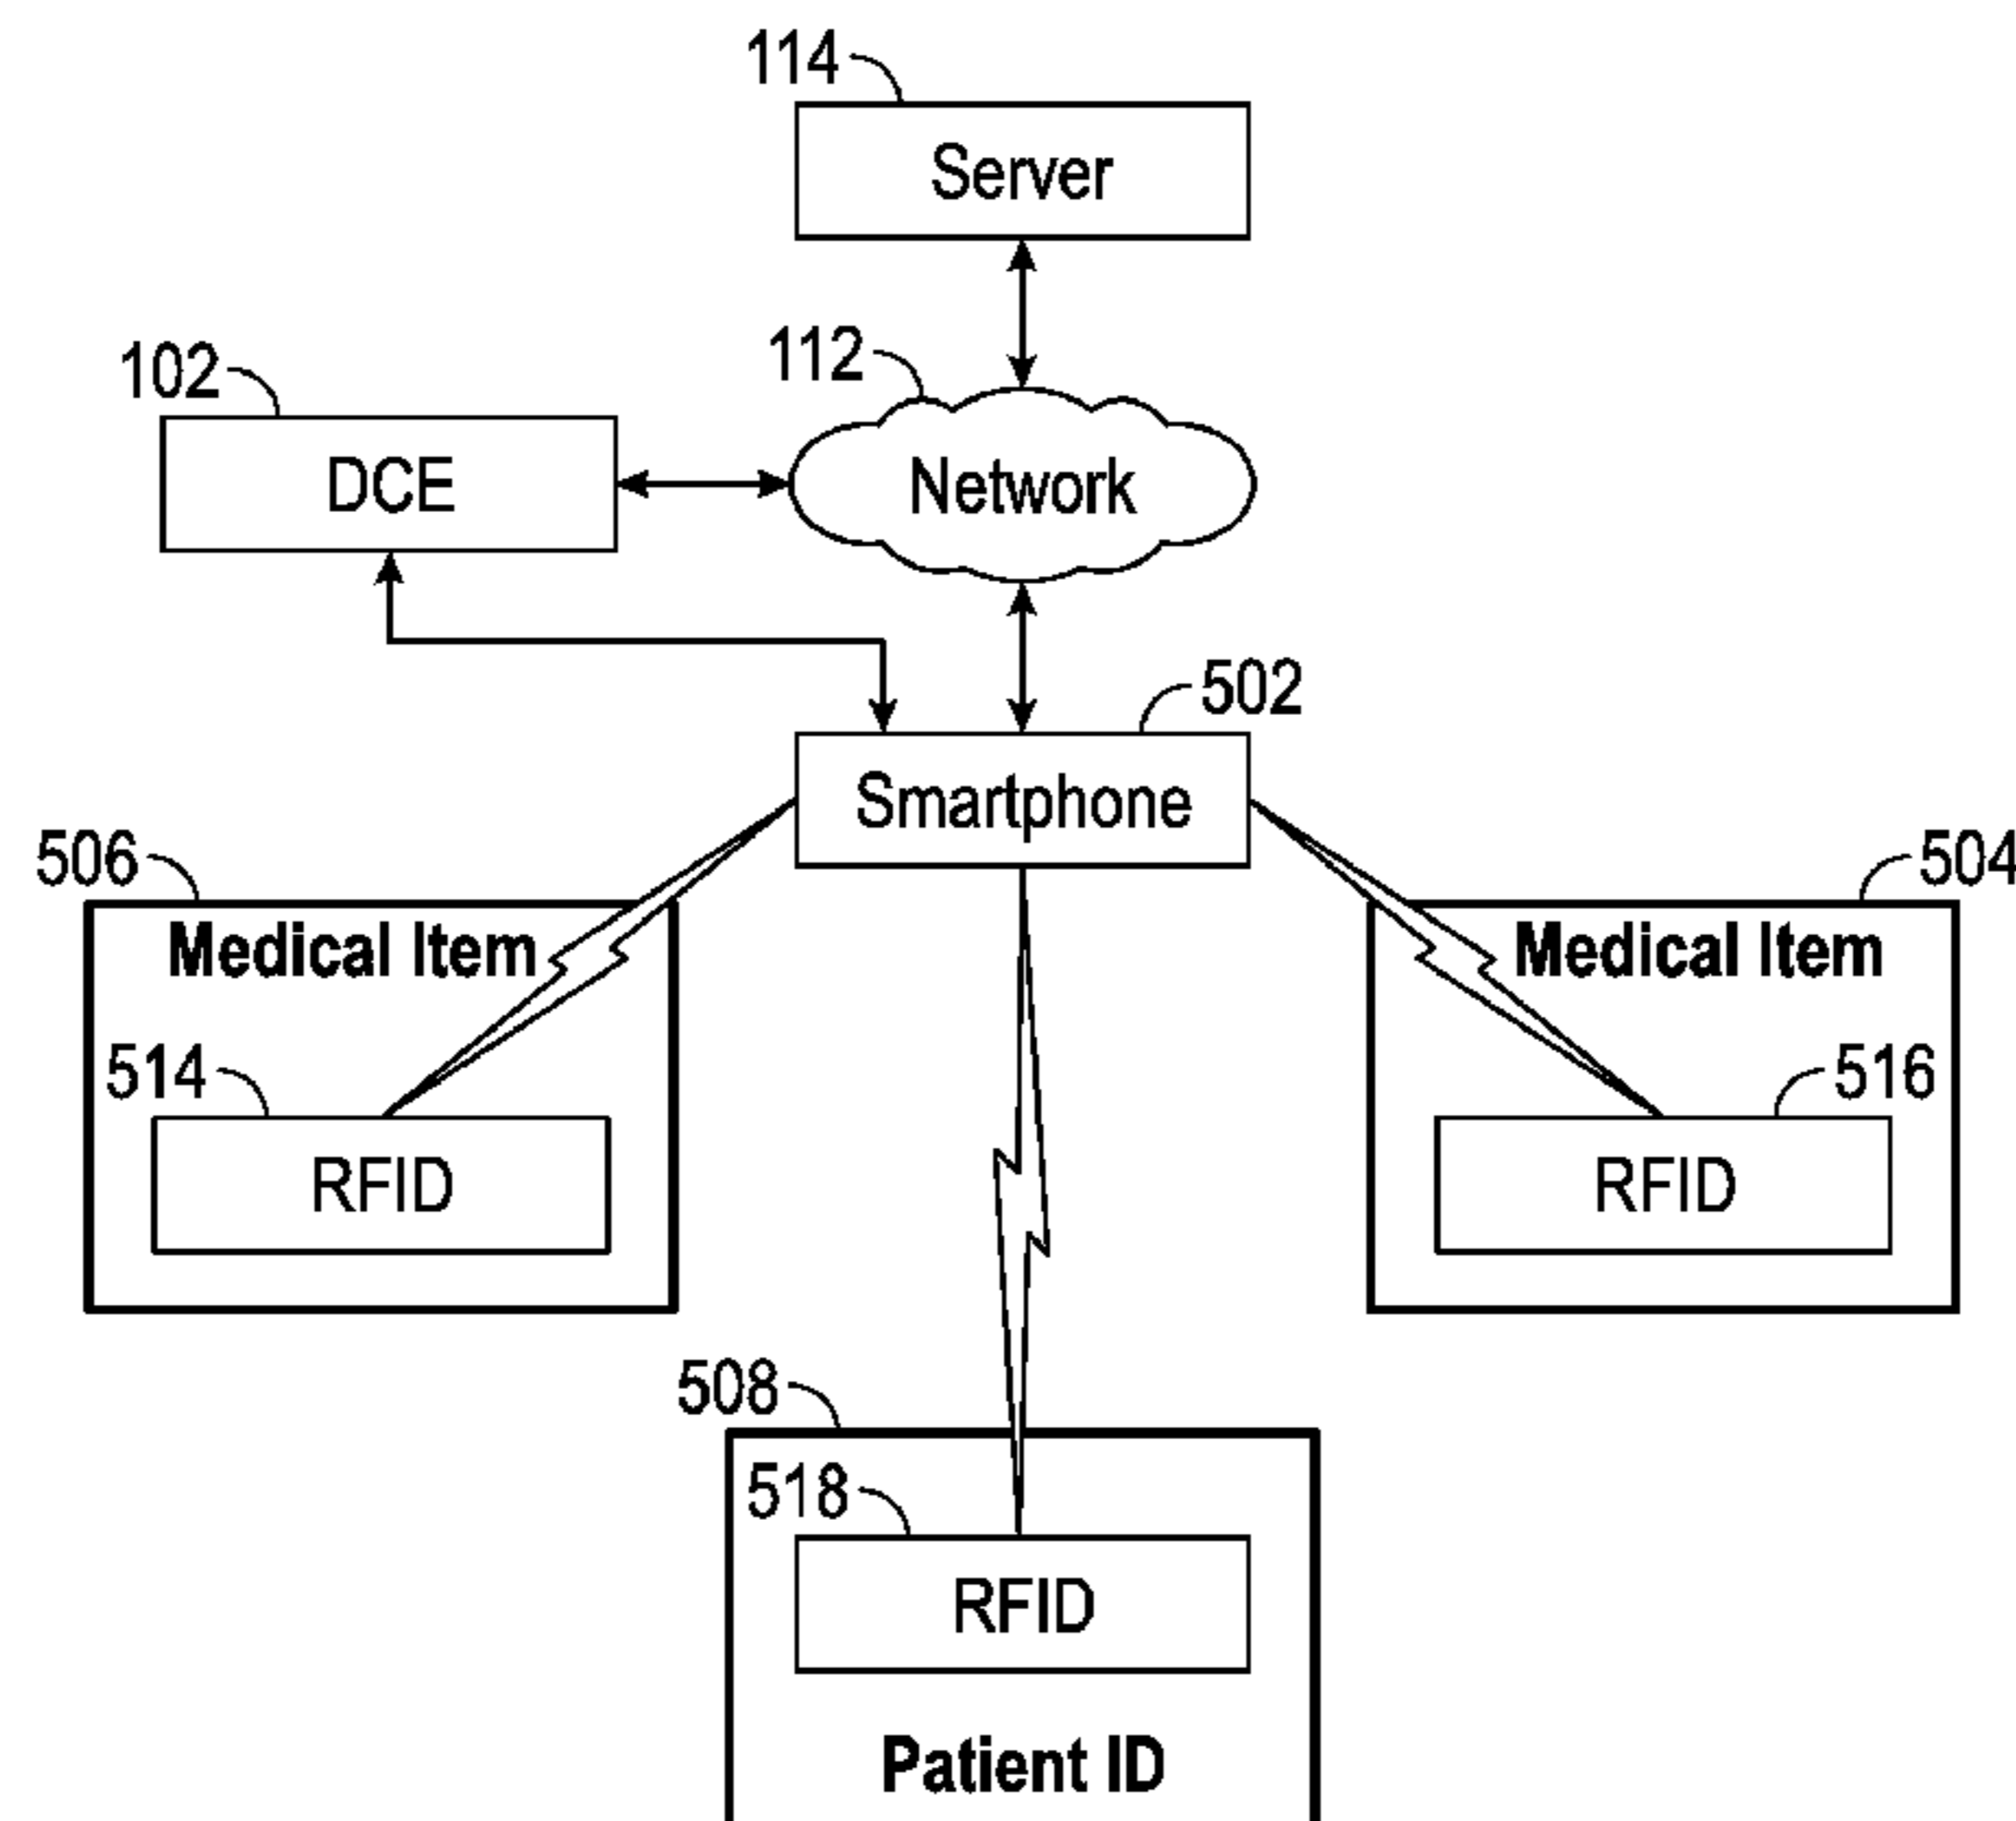 114
Server
112
102
DCE
Network
502
Smartphone
506
504
Medical Item
Medical Item
514
516
RFID
RFID
508
518
RFID
Patient ID